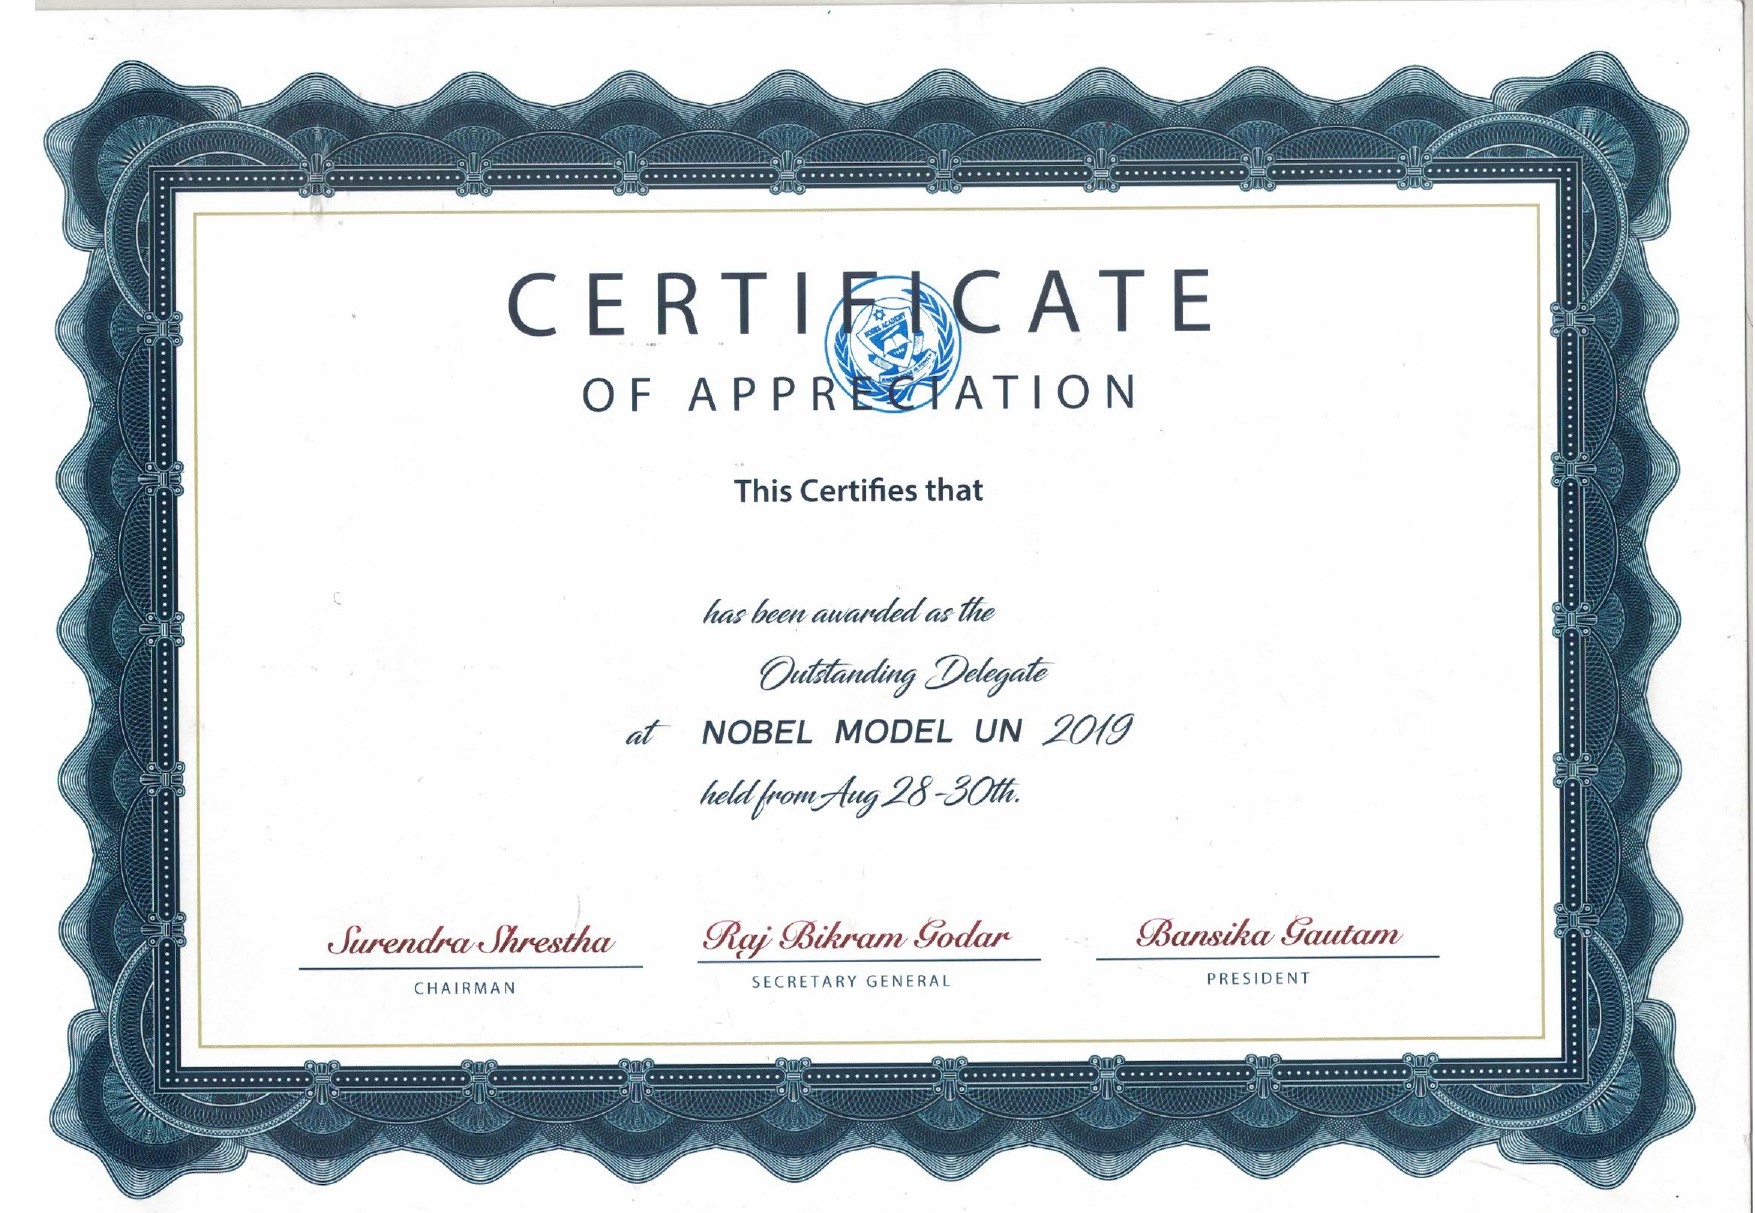 CERTIFICATE
NOBEL ACADEMY
OF APPRECIATION
This Certifies that
has been awarded as the
Outstanding Delegate
at NOBEL MODEL UN 2019
held from Aug 28-30th.
Surendra Shrestha
CHAIRMAN
Raj Bikram Godar
SECRETARY GENERAL
Bansika Gautam
PRESIDENT